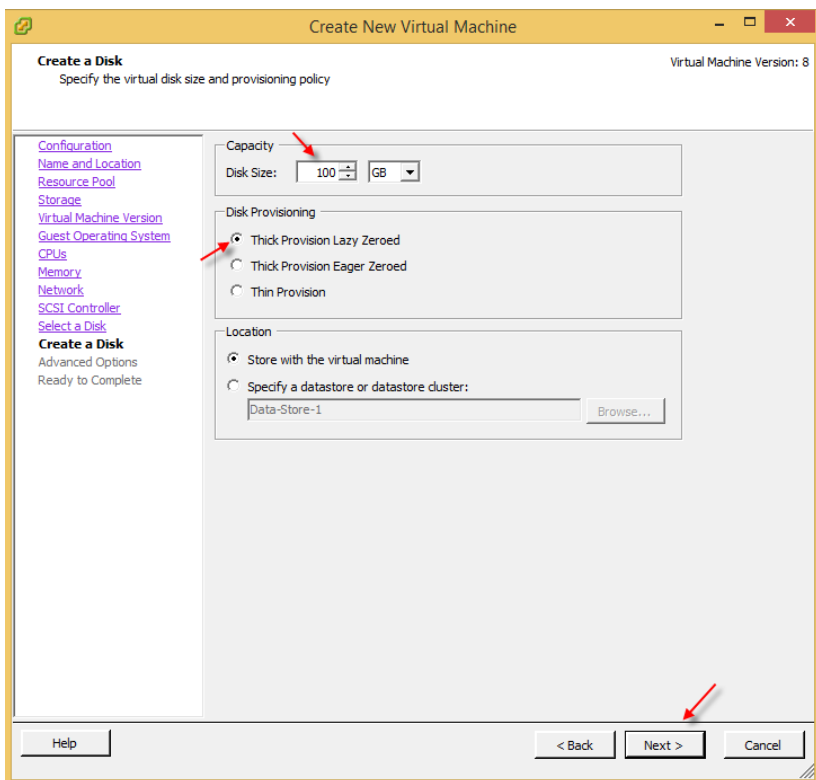 Create New Virtual Machine
Create a Disk
Specify the virtual disk size and provisioning policy
Virtual Machine Version: 8
Configuration
Name and Location
Resource Pool
Storage
Virtual Machine Version
Guest Operating System
CPUs
Memory
Network
SCSI Controller
Select a Disk
Create a Disk
Advanced Options
Ready to Complete
Capacity
Disk Size: 100 GB
Disk Provisioning
Thick Provision Lazy Zeroed
Thick Provision Eager Zeroed
Thin Provision
Location
Store with the virtual machine
Specify a datastore or datastore cluster:
Data-Store-1 Browse...
Help < Back Next > Cancel